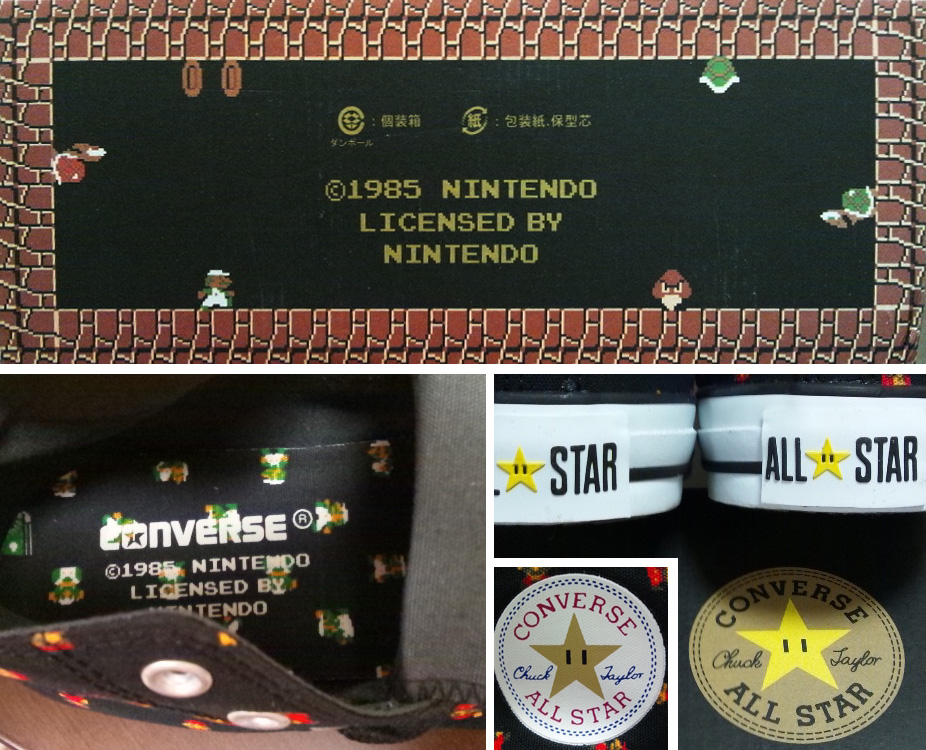 ：個装箱
ダンボール
紙：包装紙.保型芯
©1985 NINTENDO
LICENSED BY
NINTENDO
CONVERSE®
©1985 NINTENDO
LICENSED BY
NINTENDO
STAR
ALL STAR
CONVERSE
Chuck Taylor
ALL STAR
CONVERSE
Chuck Taylor
ALL STAR